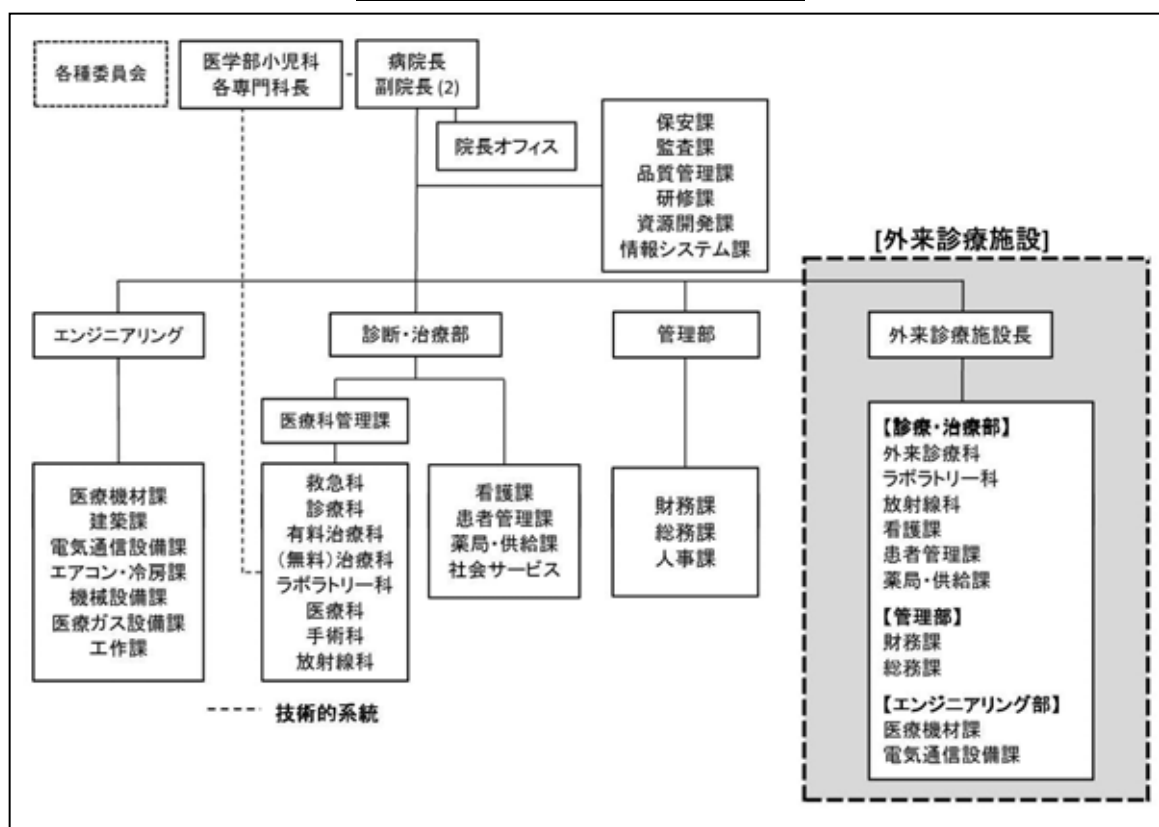 各種委員会
医学部小児科
各専門科長
病院長
副院長(2)
院長オフィス
保安課
監査課
品質管理課
研修課
資源開発課
情報システム課
[外来診療施設]
エンジニアリング
診断・治療部
管理部
外来診療施設長
医療科管理課
医療機材課
建築課
電気通信設備課
エアコン・冷房課
機械設備課
医療ガス設備課
工作課
救急科
診療科
有料治療科
(無料)治療科
ラボラトリー科
医療科
手術科
放射線科
看護課
患者管理課
薬局・供給課
社会サービス
財務課
総務課
人事課
【診療・治療部】
外来診療科
ラボラトリー科
放射線科
看護課
患者管理課
薬局・供給課
【管理部】
財務課
総務課
【エンジニアリング部】
医療機材課
電気通信設備課
技術的系統